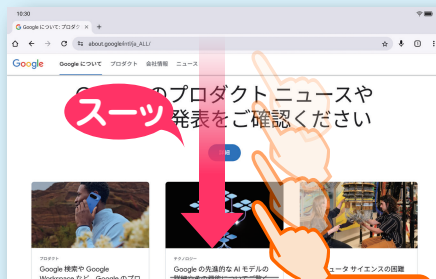 10:30
Google について: プロダク
about.google/intl/ja_ALL/
Google
Google について
プロダクト
会社情報
ニュース
のプロダクト ニュースや
発表をご確認ください
スーッ
プロダクト
Google 検索や Google
Workspace など、Google のプロ
テクノロジー
Google の先進的な AI モデルの
ュータ サイエンスの困難